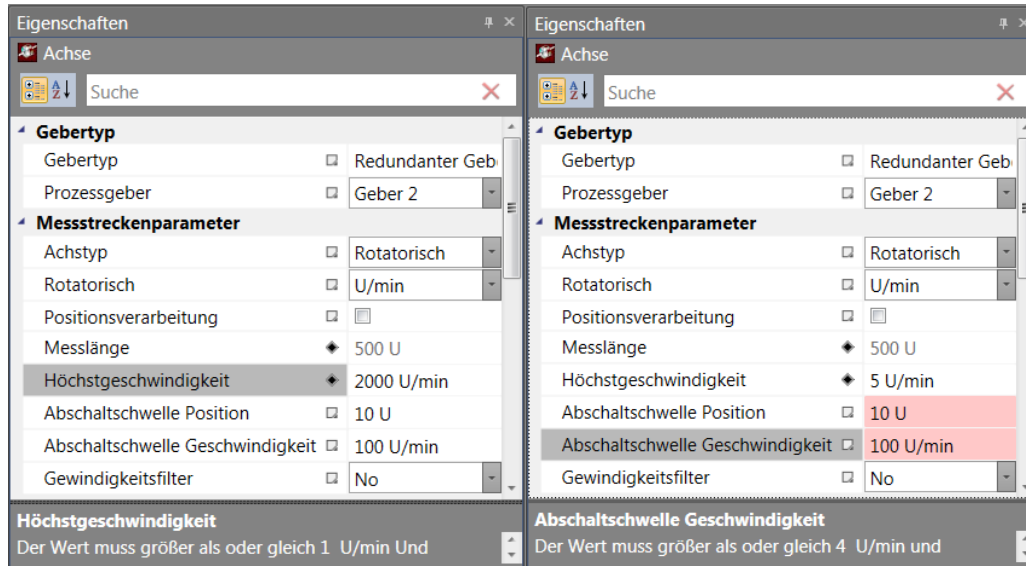 Eigenschaften
Achse
Suche
Gebertyp
Gebertyp Redundanter Geb
Prozessgeber Geber 2
Messstreckenparameter
Achstyp Rotatorisch
Rotatorisch U/min
Positionsverarbeitung
Messlänge 500 U
Höchstgeschwindigkeit 2000 U/min
Abschaltschwelle Position 10 U
Abschaltschwelle Geschwindigkeit 100 U/min
Gewindigkeitsfilter No
Höchstgeschwindigkeit
Der Wert muss größer als oder gleich 1 U/min Und
Eigenschaften
Achse
Suche
Gebertyp
Gebertyp Redundanter Geb
Prozessgeber Geber 2
Messstreckenparameter
Achstyp Rotatorisch
Rotatorisch U/min
Positionsverarbeitung
Messlänge 500 U
Höchstgeschwindigkeit 5 U/min
Abschaltschwelle Position 10 U
Abschaltschwelle Geschwindigkeit 100 U/min
Gewindigkeitsfilter No
Abschaltschwelle Geschwindigkeit
Der Wert muss größer als oder gleich 4 U/min und